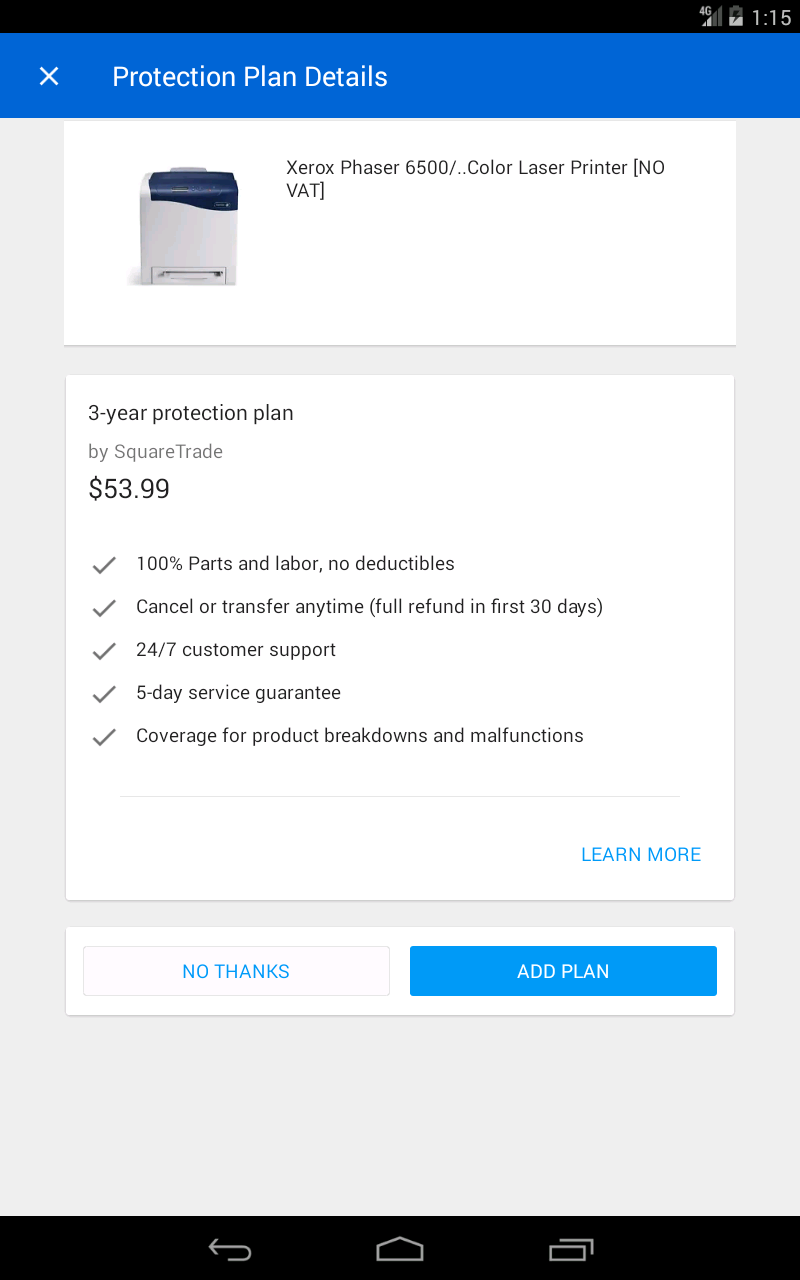 4G 1:15
Protection Plan Details
Xerox Phaser 6500/..Color Laser Printer [NO
VAT]
3-year protection plan
by SquareTrade
$53.99
100% Parts and labor, no deductibles
Cancel or transfer anytime (full refund in first 30 days)
24/7 customer support
5-day service guarantee
Coverage for product breakdowns and malfunctions
LEARN MORE
NO THANKS
ADD PLAN